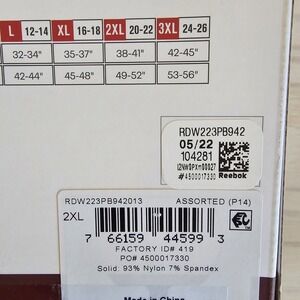 L 12-14 XL 16-18 2XL 20-22 3XL 24-26
32-34" 35-37" 38-41" 42-45"
42-44" 45-48" 49-52" 53-56"
RDW223PB942
05/22
104281
#4500017330 Reebok
RDW223PB942013 ASSORTED (P14)
2XL
7 66159 44599 3
FACTORY ID# 419
PO# 4500017330
Solid: 93% Nylon 7% Spandex
Made in China